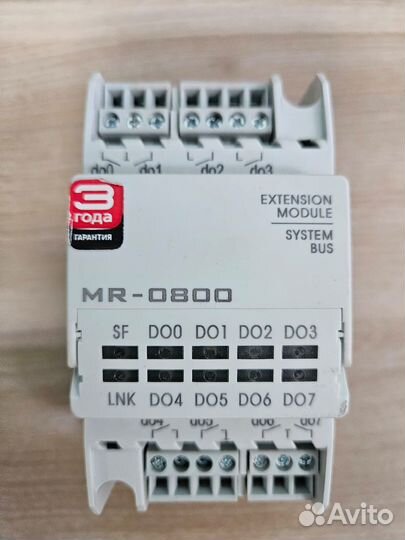 do0 do1 do2 do3
3
ГОДА
ГАРАНТИЯ
EXTENSION
MODULE
SYSTEM
BUS
MR-0800
SF DO0 DO1 DO2 DO3
LNK DO4 DO5 DO6 DO7
do4 do5 do6 do7
Avito